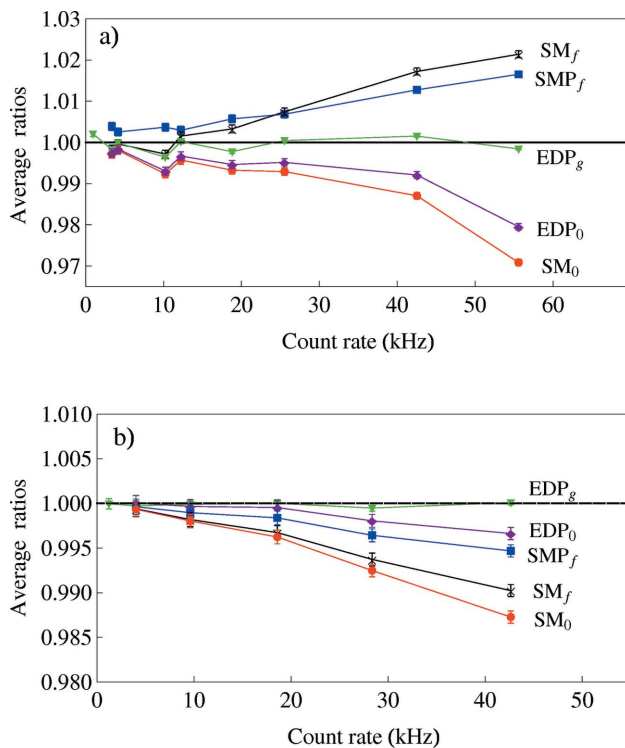 a)
1.03
1.02
1.01
1.00
0.99
0.98
0.97
Average ratios
SM_f
SMP_f
EDP_g
EDP_0
SM_0
0 10 20 30 40 50 60
Count rate (kHz)
b)
1.010
1.005
1.000
0.995
0.990
0.985
0.980
Average ratios
EDP_g
EDP_0
SMP_f
SM_f
SM_0
0 10 20 30 40 50
Count rate (kHz)